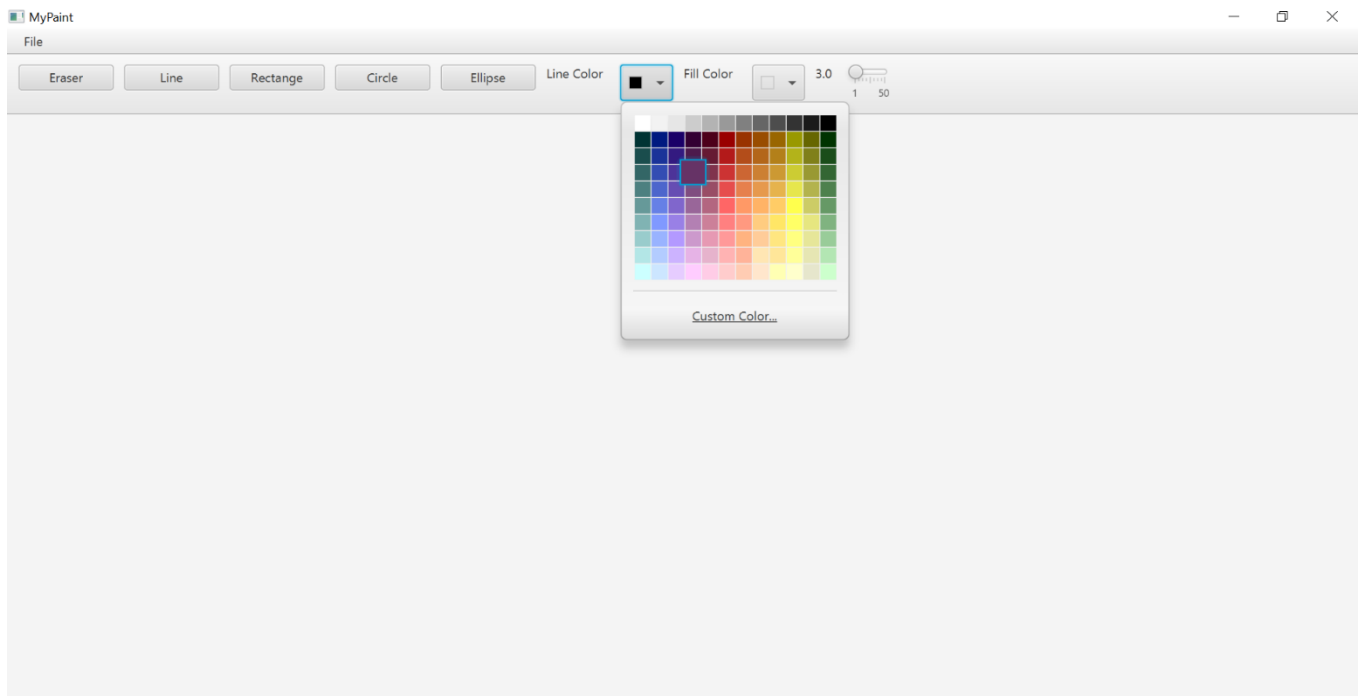 MyPaint
File
Eraser Line Rectange Circle Ellipse Line Color Fill Color 3.0
1 50
Custom Color...